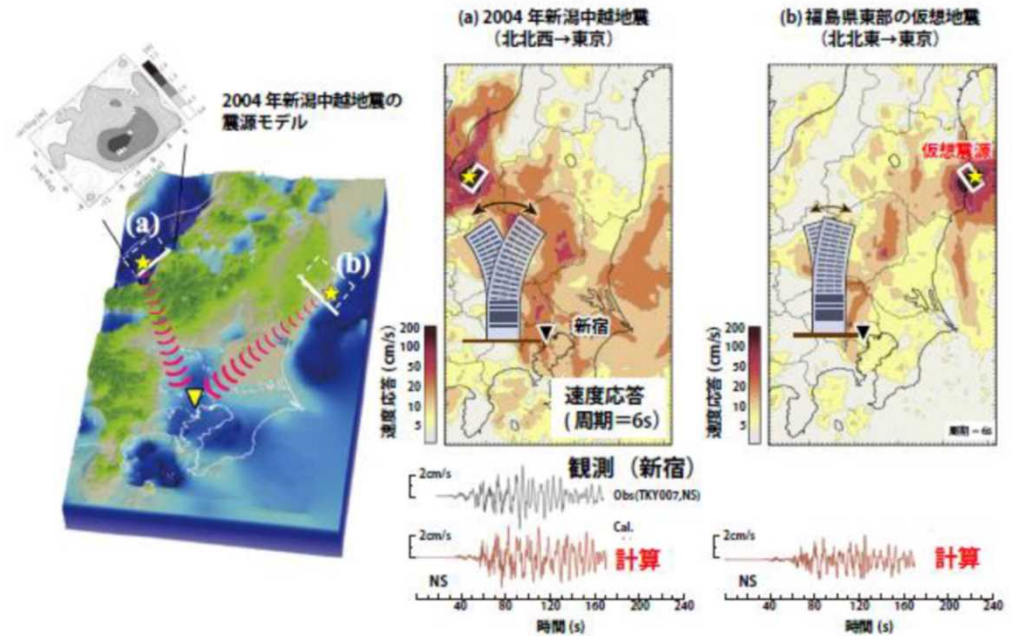 (a) 2004 年新潟中越地震
（北北西→東京）
(b) 福島県東部の仮想地震
（北北東→東京）
2004 年新潟中越地震の
震源モデル
(a)
(b)
仮想震源
新宿
速度応答
( 周期＝6s)
速度応答 (cm/s)
200
100
50
20
10
5
速度応答 (cm/s)
200
100
50
20
10
5
周期 = 6s
観測（新宿）
2cm/s
Obs(TKY007,NS)
Cal.
2cm/s
計算
NS
40 80 120 160 200 240
時間 (s)
2cm/s
計算
NS
40 80 120 160 200 240
時間 (s)